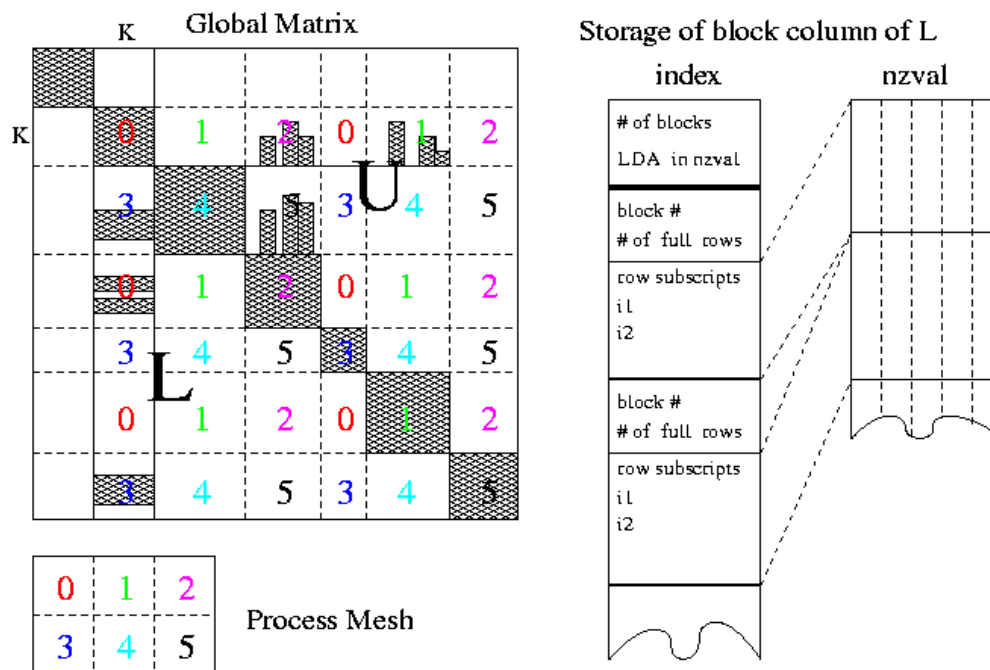 Global Matrix
K
K
0 1 2 0 1 2
U
3 4 5 3 4 5
0 1 2 0 1 2
3 4 5 3 4 5
L
0 1 2 0 1 2
3 4 5 3 4 5
0 1 2
3 4 5
Process Mesh
Storage of block column of L
index nzval
# of blocks
LDA in nzval
block #
# of full rows
row subscripts
i1
i2
block #
# of full rows
row subscripts
i1
i2